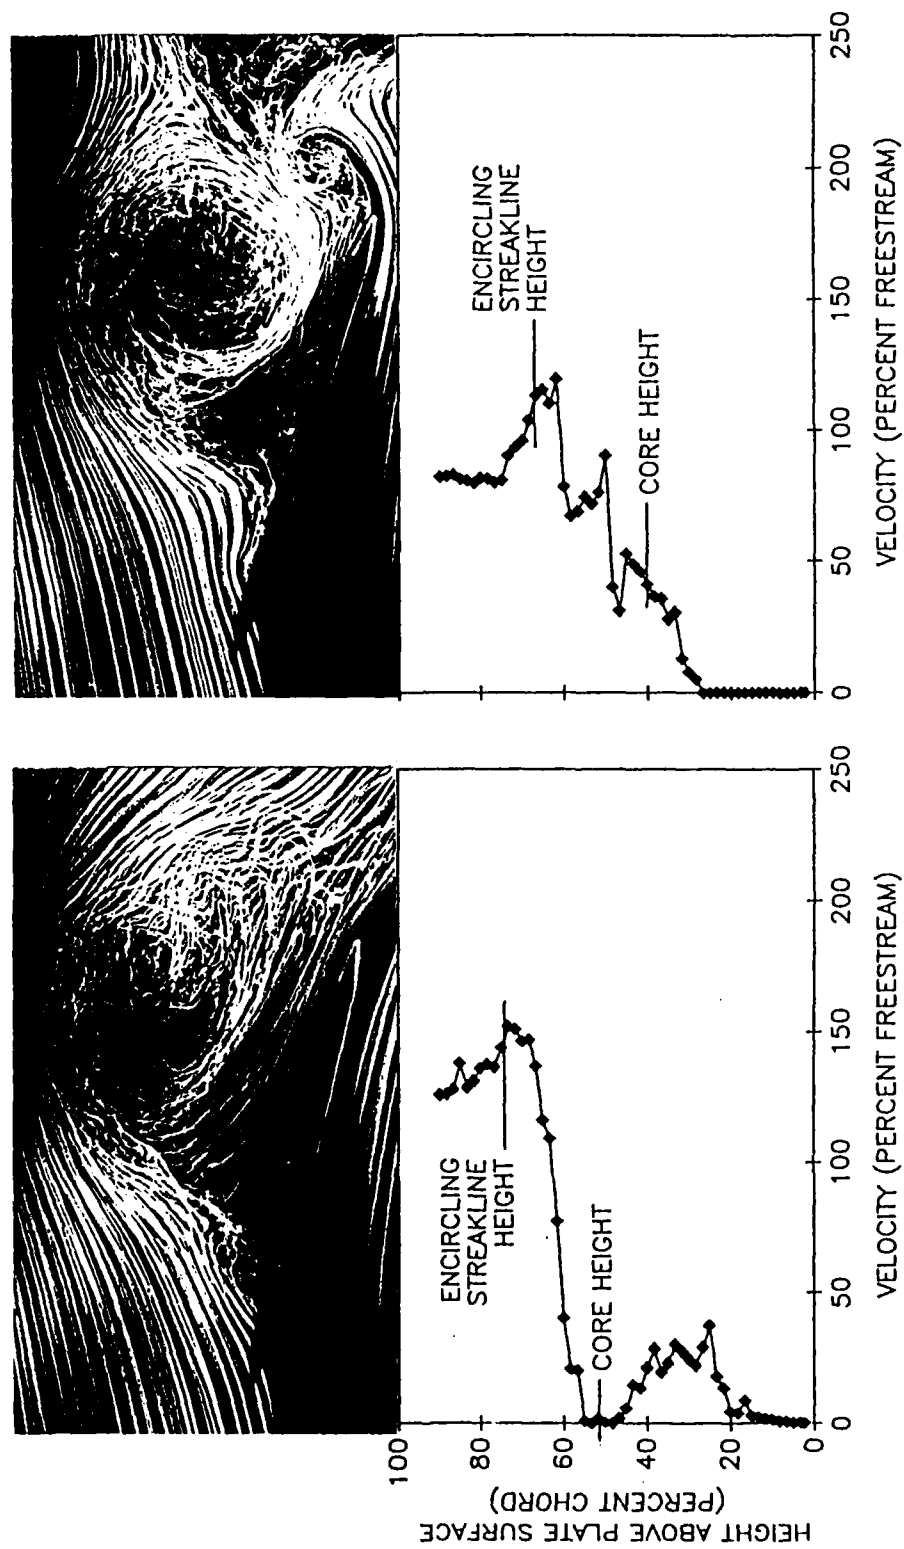 HEIGHT ABOVE PLATE SURFACE
(PERCENT CHORD)
100
80
60
40
20
0
ENCIRCLING
STREAKLINE
HEIGHT
CORE HEIGHT
0 50 100 150 200 250
VELOCITY (PERCENT FREESTREAM)
ENCIRCLING
STREAKLINE
HEIGHT
CORE HEIGHT
0 50 100 150 200 250
VELOCITY (PERCENT FREESTREAM)